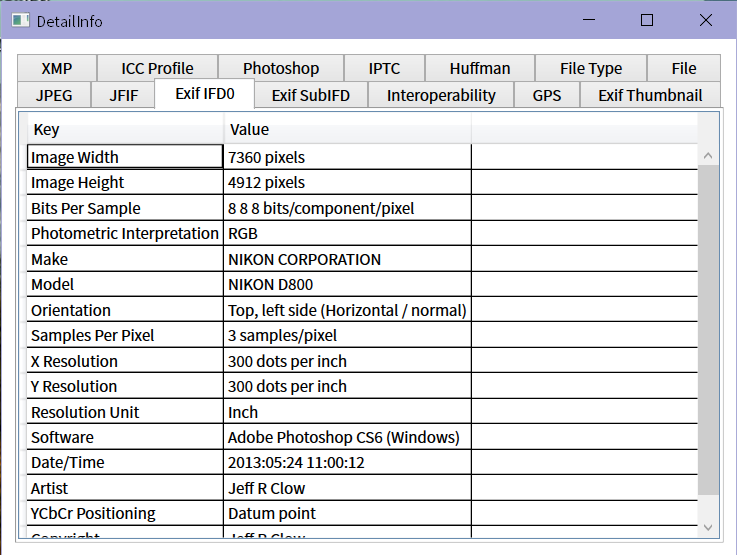 DetailInfo
XMP ICC Profile Photoshop IPTC Huffman File Type File
JPEG JFIF Exif IFD0 Exif SubIFD Interoperability GPS Exif Thumbnail
Key Value
Image Width 7360 pixels
Image Height 4912 pixels
Bits Per Sample 8 8 8 bits/component/pixel
Photometric Interpretation RGB
Make NIKON CORPORATION
Model NIKON D800
Orientation Top, left side (Horizontal / normal)
Samples Per Pixel 3 samples/pixel
X Resolution 300 dots per inch
Y Resolution 300 dots per inch
Resolution Unit Inch
Software Adobe Photoshop CS6 (Windows)
Date/Time 2013:05:24 11:00:12
Artist Jeff R Clow
YCbCr Positioning Datum point
Copyright Jeff R Clow